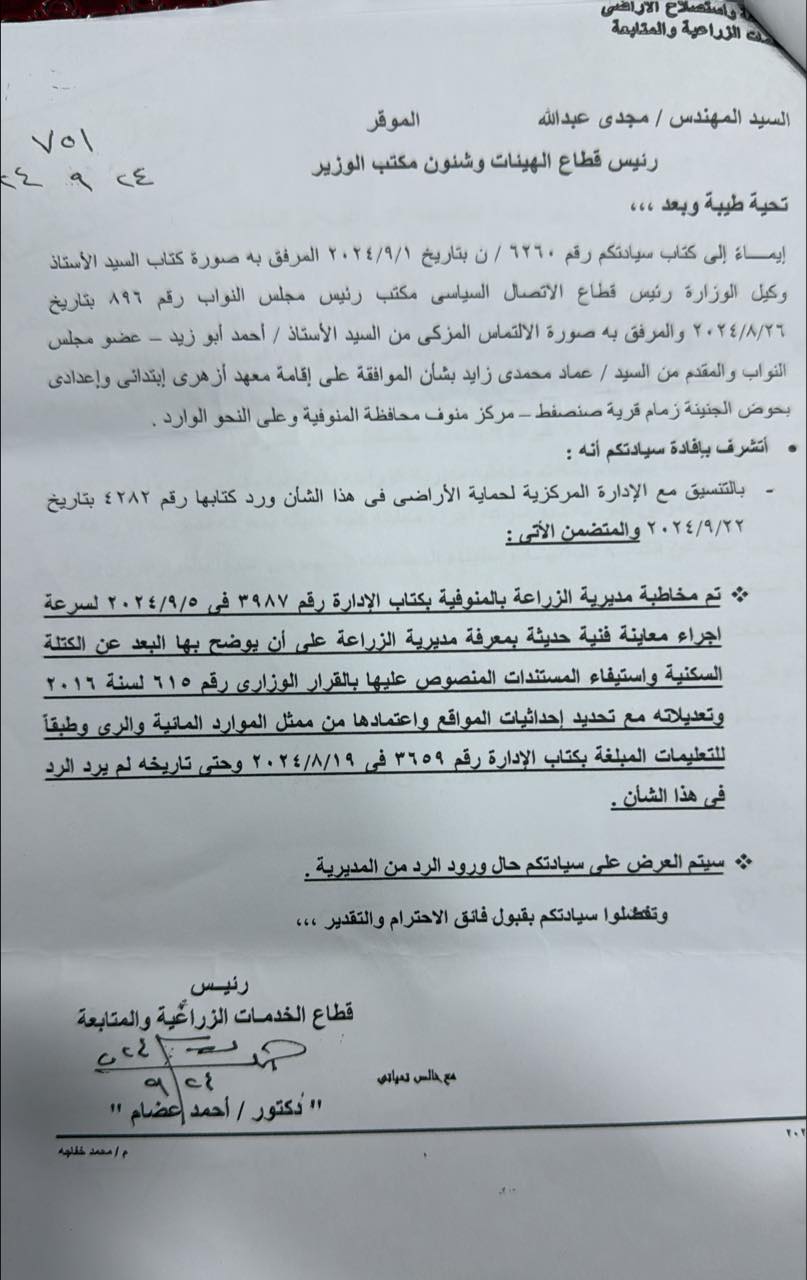 واستصلاح الأراضى
الزراعية والمتابعة
السيد المهندس / مجدى عبدالله الموقر
رئيس قطاع الهيئات وشئون مكتب الوزير
٧٥١
٢٤ ٩
تحية طيبة وبعد ،،،
إيمــاءً إلى كتاب سيادتكم رقم ٦٢٦٠ / ن بتاريخ ٢٠٢٤/٩/١ المرفق به صورة كتاب السيد الأستاذ
وكيل الوزارة رئيس قطاع الاتصال السياسى مكتب رئيس مجلس النواب رقم ٨٩٦ بتاريخ
٢٠٢٤/٨/٢٦ والمرفق به صورة الالتماس المزكى من السيد الأستاذ / أحمد أبو زيد – عضو مجلس
النواب والمقدم من السيد / عماد محمدى زايد بشأن الموافقة على إقامة معهد أزهرى إبتدائى وإعدادى
بحوض الجنينة زمام قرية صنصفط – مركز منوف محافظة المنوفية وعلى النحو الوارد .
• أتشرف بإفادة سيادتكم أنه :
- بالتنسيق مع الإدارة المركزية لحماية الأراضى فى هذا الشأن ورد كتابها رقم ٤٢٨٢ بتاريخ
٢٠٢٤/٩/٢٢ والمتضمن الأتى :
❖ تم مخاطبة مديرية الزراعة بالمنوفية بكتاب الإدارة رقم ٣٩٨٧ فى ٢٠٢٤/٩/٥ لسرعة
اجراء معاينة فنية حديثة بمعرفة مديرية الزراعة على أن يوضح بها البعد عن الكتلة
السكنية واستيفاء المستندات المنصوص عليها بالقرار الوزارى رقم ٦١٥ لسنة ٢٠١٦
وتعديلاته مع تحديد إحداثيات المواقع واعتمادها من ممثل الموارد المائية والرى وطبقاً
للتعليمات المبلغة بكتاب الإدارة رقم ٣٦٥٩ فى ٢٠٢٤/٨/١٩ وحتى تاريخه لم يرد الرد
فى هذا الشأن .
❖ سيتم العرض على سيادتكم حال ورود الرد من المديرية .
وتفضلوا سيادتكم بقبول فائق الاحترام والتقدير ،،،
رئيــس
قطاع الخدمــات الزراعية والمتابعة
٢٤ ٩
مع خالص تحياتي
" دكتور / أحمد عضام "
م / محمد خفاجه